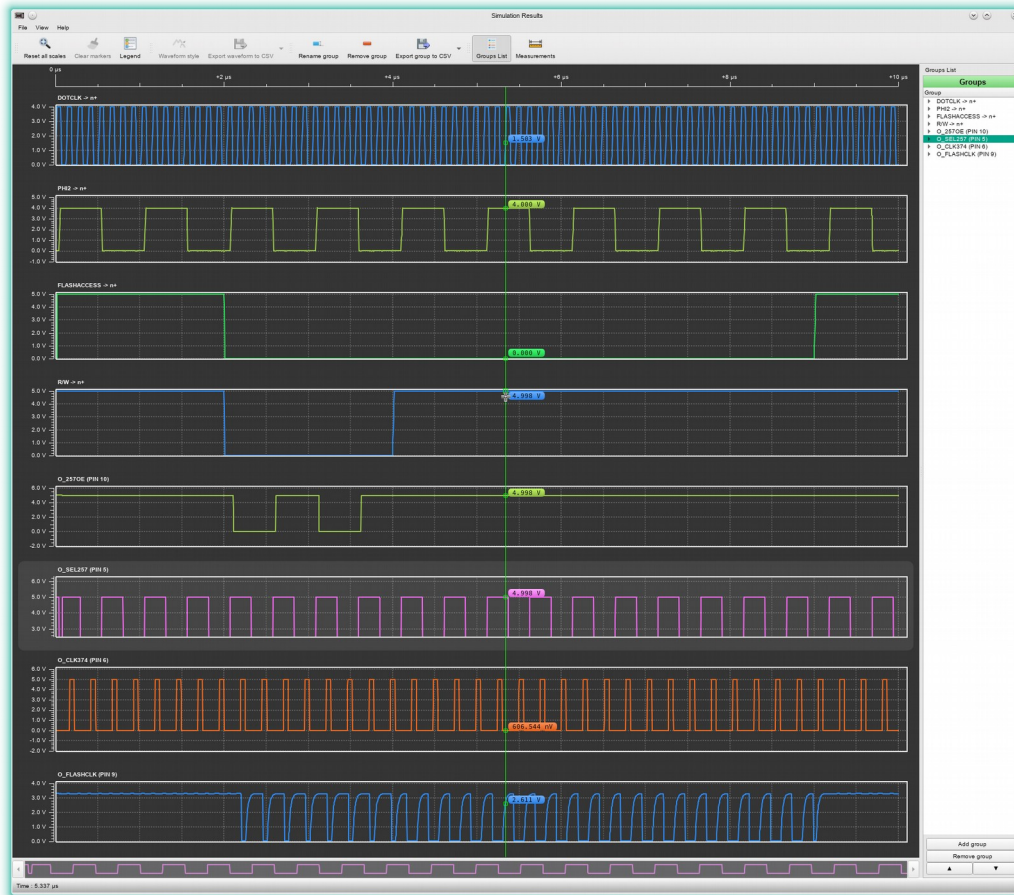 Simulation Results
File View Help
Reset all scales Clear markers Legend Waveform style Export waveform to CSV Rename group Remove group Export group to CSV Groups List Measurements
0 µs +2 µs +4 µs +6 µs +8 µs +10 µs
DOTCLK -> n+
4.0 V
3.0 V
2.0 V
1.0 V
0.0 V
1.503 V
PHI2 -> n+
5.0 V
4.0 V
3.0 V
2.0 V
1.0 V
0.0 V
-1.0 V
4.000 V
FLASHACCESS -> n+
5.0 V
4.0 V
3.0 V
2.0 V
1.0 V
0.0 V
0.000 V
R/W -> n+
5.0 V
4.0 V
3.0 V
2.0 V
1.0 V
0.0 V
4.998 V
O_257OE (PIN 10)
6.0 V
4.0 V
2.0 V
0.0 V
-2.0 V
4.998 V
O_SEL257 (PIN 5)
6.0 V
5.0 V
4.0 V
3.0 V
4.998 V
O_CLK374 (PIN 6)
6.0 V
5.0 V
4.0 V
3.0 V
2.0 V
1.0 V
0.0 V
-1.0 V
-2.0 V
606.544 nV
O_FLASHCLK (PIN 9)
4.0 V
3.0 V
2.0 V
1.0 V
0.0 V
2.611 V
Time : 5.337 µs
Groups List
Groups
Group
DOTCLK -> n+
PHI2 -> n+
FLASHACCESS -> n+
R/W -> n+
O_257OE (PIN 10)
O_SEL257 (PIN 5)
O_CLK374 (PIN 6)
O_FLASHCLK (PIN 9)
Add group
Remove group